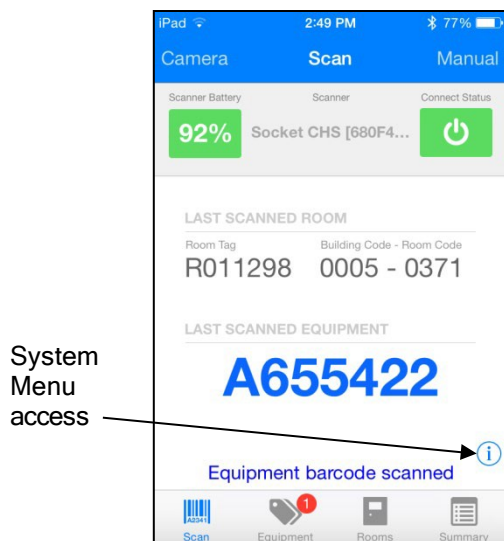 iPad 2:49 PM 77%
Camera Scan Manual
Scanner Battery Scanner Connect Status
92% Socket CHS [680F4...
LAST SCANNED ROOM
Room Tag Building Code - Room Code
R011298 0005 - 0371
LAST SCANNED EQUIPMENT
A655422
System
Menu
access
i
Equipment barcode scanned
A2341 1
Scan Equipment Rooms Summary